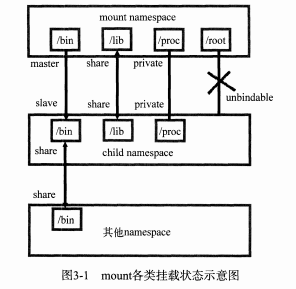 mount namespace
/bin /lib /proc /root
master share private
unbindable
slave share private
/bin /lib /proc
share
child namespace
share
/bin
其他namespace
图3-1 mount各类挂载状态示意图